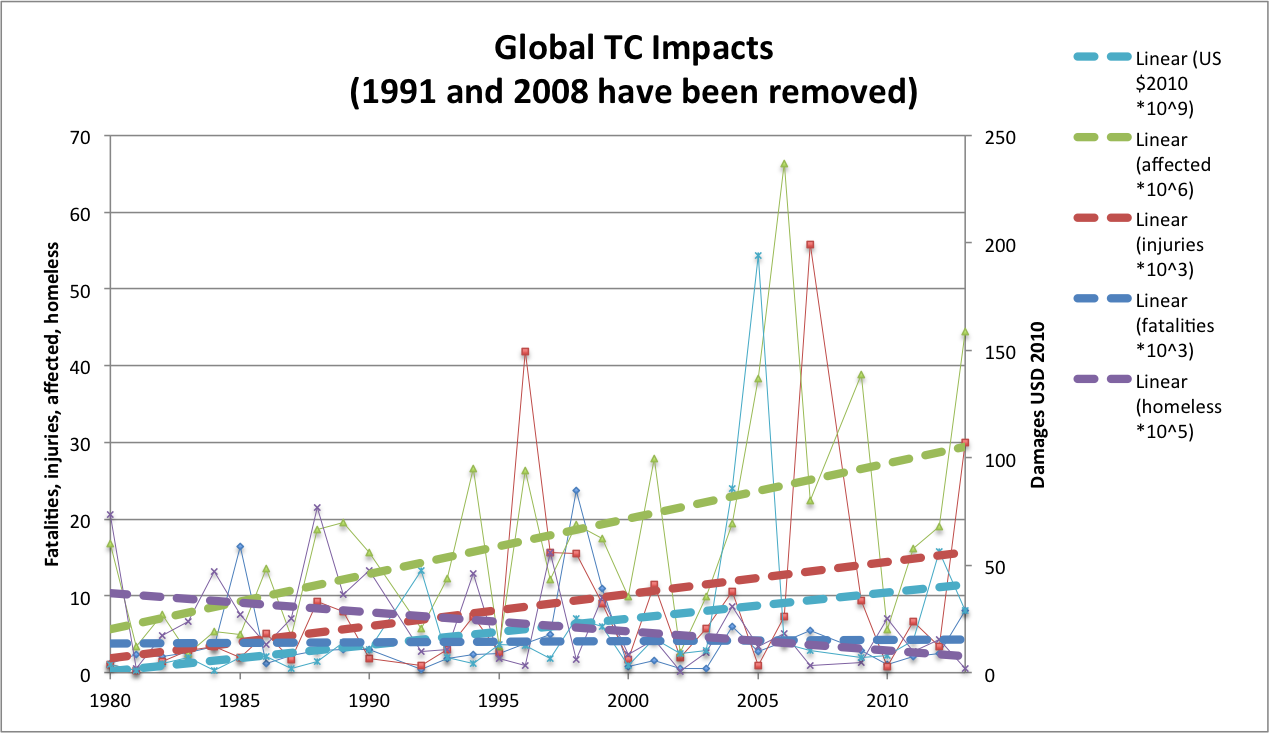 Global TC Impacts
(1991 and 2008 have been removed)
Linear (US
$2010
*10^9)
Linear
(affected
*10^6)
Linear
(injuries
*10^3)
Linear
(fatalities
*10^3)
Linear
(homeless
*10^5)
Fatalities, injuries, affected, homeless
70
60
50
40
30
20
10
0
250
200
150
100
50
0
Damages USD 2010
1980 1985 1990 1995 2000 2005 2010